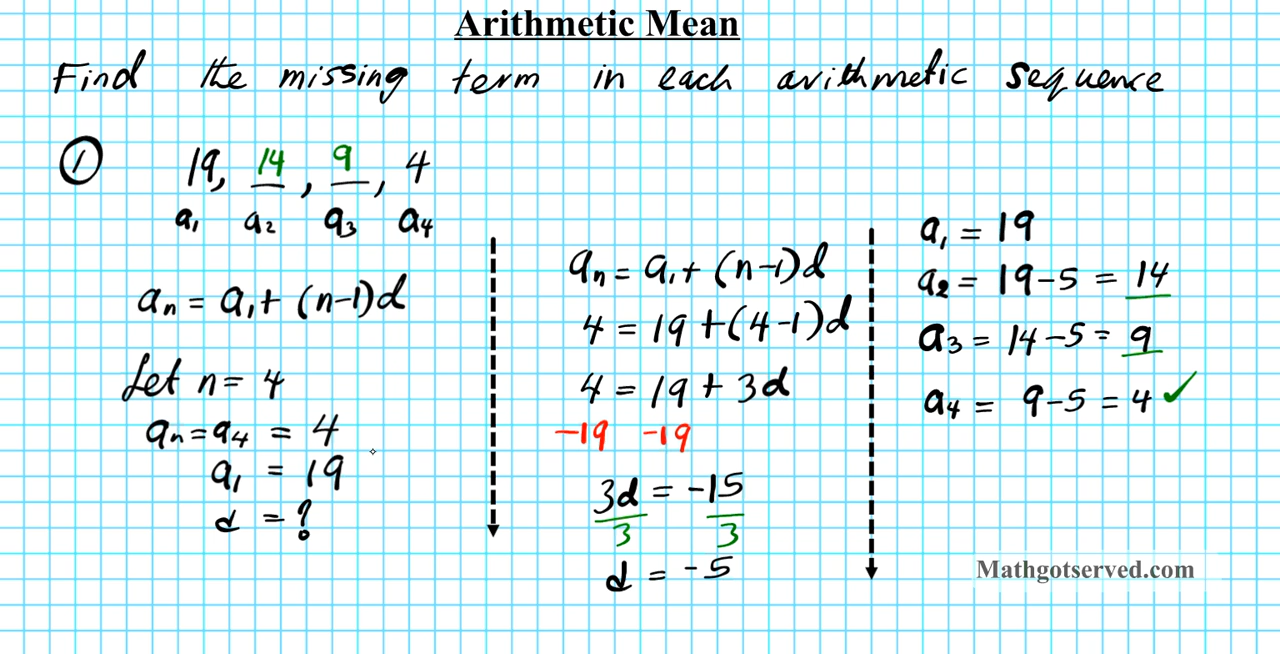 Arithmetic Mean
Find the missing term in each arithmetic sequence
① 19, 14, 9, 4
a₁ a₂ a₃ a₄
aₙ = a₁ + (n-1)d
Let n = 4
aₙ = a₄ = 4
a₁ = 19
d = ?
aₙ = a₁ + (n-1)d
4 = 19 + (4-1)d
4 = 19 + 3d
-19 -19
3d = -15
3 3
d = -5
a₁ = 19
a₂ = 19 - 5 = 14
a₃ = 14 - 5 = 9
a₄ = 9 - 5 = 4 ✓
Mathgotserved.com